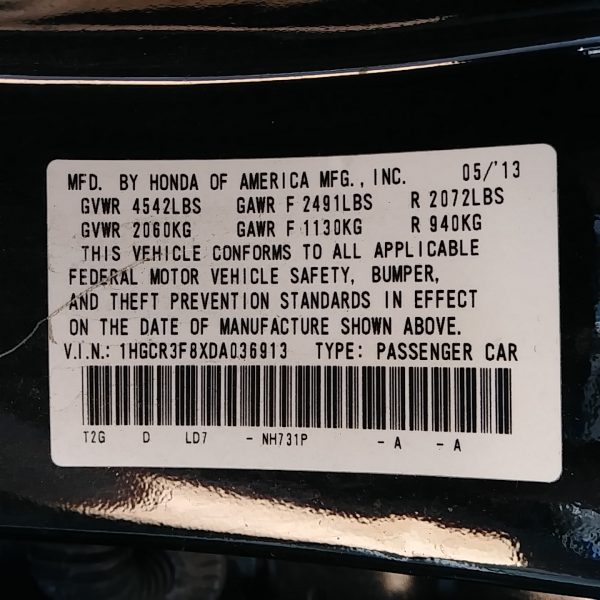 MFD. BY HONDA OF AMERICA MFG., INC. 05/'13
GVWR 4542LBS GAWR F 2491LBS R 2072LBS
GVWR 2060KG GAWR F 1130KG R 940KG
THIS VEHICLE CONFORMS TO ALL APPLICABLE
FEDERAL MOTOR VEHICLE SAFETY, BUMPER,
AND THEFT PREVENTION STANDARDS IN EFFECT
ON THE DATE OF MANUFACTURE SHOWN ABOVE.
V.I.N.: 1HGCR3F8XDA036913 TYPE: PASSENGER CAR
T2G D LD7 - NH731P - A - A